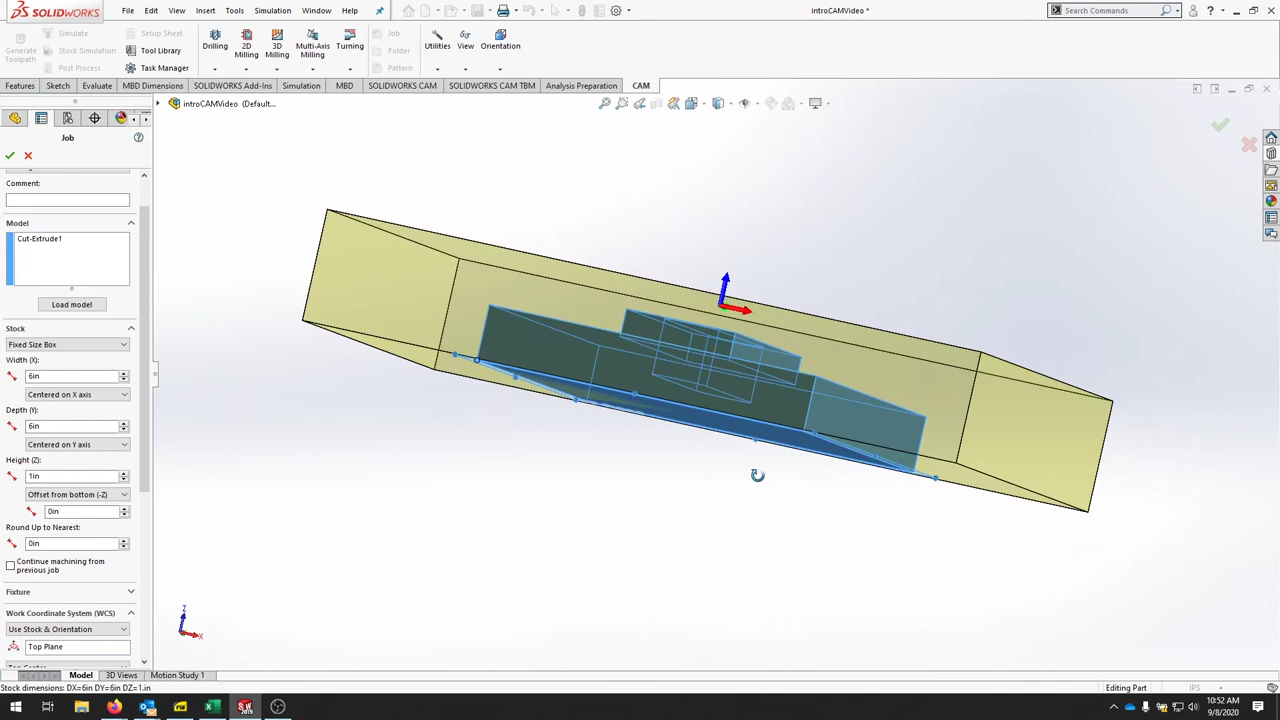 SOLIDWORKS File Edit View Insert Tools Simulation Window Help introCAMVideo * Search Commands
Generate Toolpath
Simulate
Stock Simulation
Post Process
Setup Sheet
Tool Library
Task Manager
Drilling
2D Milling
3D Milling
Multi-Axis Milling
Turning
Job
Folder
Pattern
Utilities
View
Orientation
Features Sketch Evaluate MBD Dimensions SOLIDWORKS Add-Ins Simulation MBD SOLIDWORKS CAM SOLIDWORKS CAM TBM Analysis Preparation CAM
introCAMVideo (Default...
Job
Comment:
Model
Cut-Extrude1
Load model
Stock
Fixed Size Box
Width (X):
6in
Centered on X axis
Depth (Y):
6in
Centered on Y axis
Height (Z):
1in
Offset from bottom (-Z)
0in
Round Up to Nearest:
0in
Continue machining from
previous job
Fixture
Work Coordinate System (WCS)
Use Stock & Orientation
Top Plane
Z
X
Model 3D Views Motion Study 1
Stock dimensions: DX=6in DY=6in DZ=1.in Editing Part IPS
10:52 AM
9/8/2020